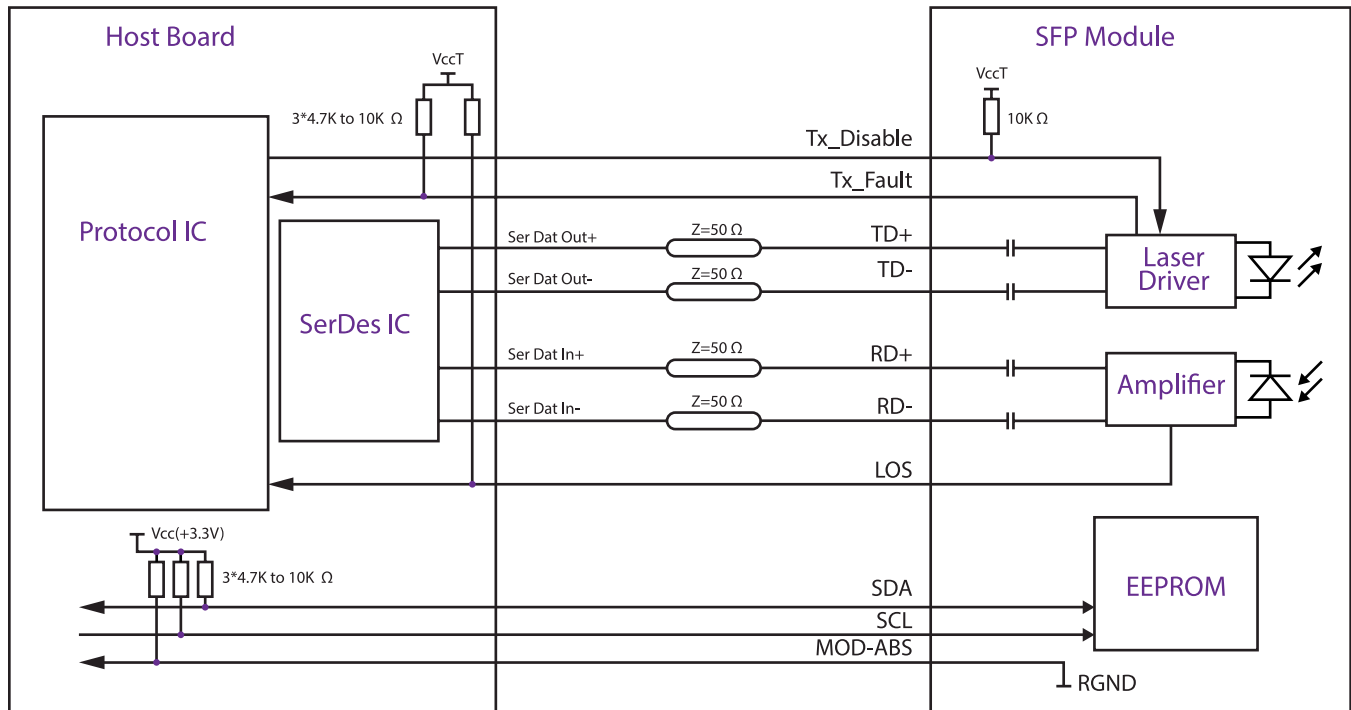 Host Board
SFP Module
VccT
VccT
3*4.7K to 10K Ω
10K Ω
Tx_Disable
Tx_Fault
Protocol IC
Ser Dat Out+
Z=50 Ω
TD+
Ser Dat Out-
Z=50 Ω
TD-
Laser
Driver
SerDes IC
Ser Dat In+
Z=50 Ω
RD+
Ser Dat In-
Z=50 Ω
RD-
Amplifier
LOS
Vcc(+3.3V)
3*4.7K to 10K Ω
SDA
SCL
MOD-ABS
EEPROM
RGND